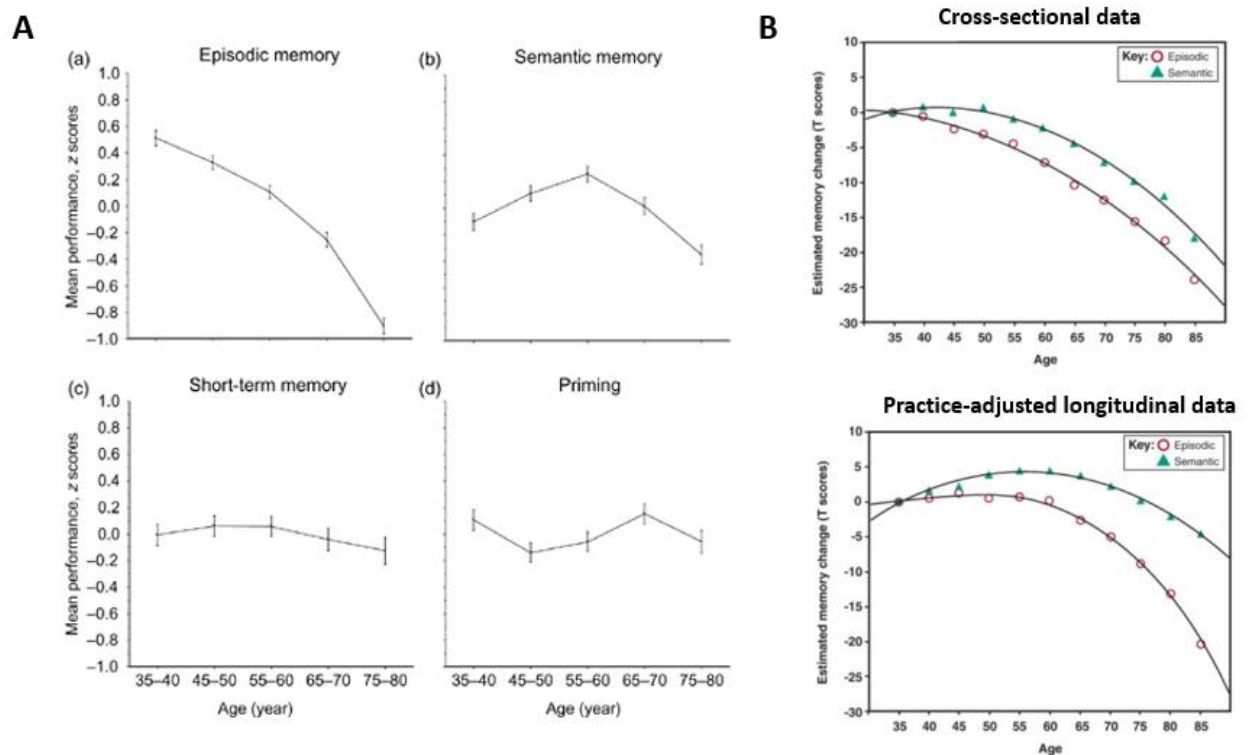 A
(a) Episodic memory
Mean performance, z scores
1.0
0.8
0.6
0.4
0.2
0.0
–0.2
–0.4
–0.6
–0.8
–1.0
(b) Semantic memory
(c) Short-term memory
Mean performance, z scores
1.0
0.8
0.6
0.4
0.2
0.0
–0.2
–0.4
–0.6
–0.8
–1.0
35–40 45–50 55–60 65–70 75–80
Age (year)
(d) Priming
35–40 45–50 55–60 65–70 75–80
Age (year)
B
Cross-sectional data
Key: Episodic
Semantic
Estimated memory change (T scores)
10
5
0
-5
-10
-15
-20
-25
-30
35 40 45 50 55 60 65 70 75 80 85
Age
Practice-adjusted longitudinal data
Key: Episodic
Semantic
Estimated memory change (T scores)
10
5
0
-5
-10
-15
-20
-25
-30
35 40 45 50 55 60 65 70 75 80 85
Age